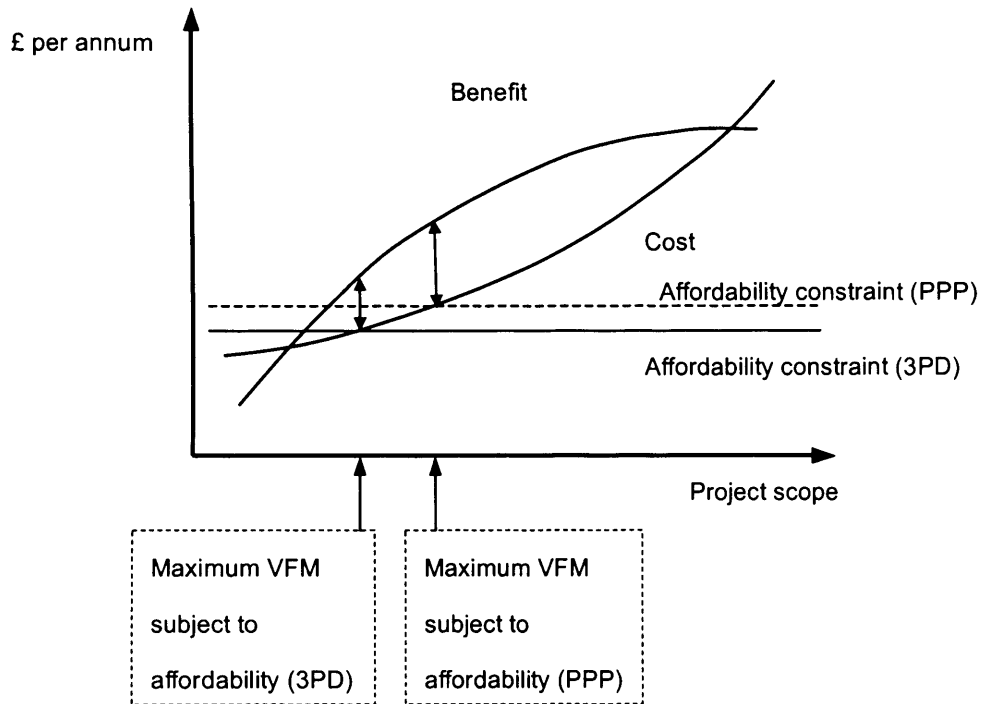 £ per annum
Benefit
Cost
Affordability constraint (PPP)
Affordability constraint (3PD)
Project scope
Maximum VFM
subject to
affordability (3PD)
Maximum VFM
subject to
affordability (PPP)